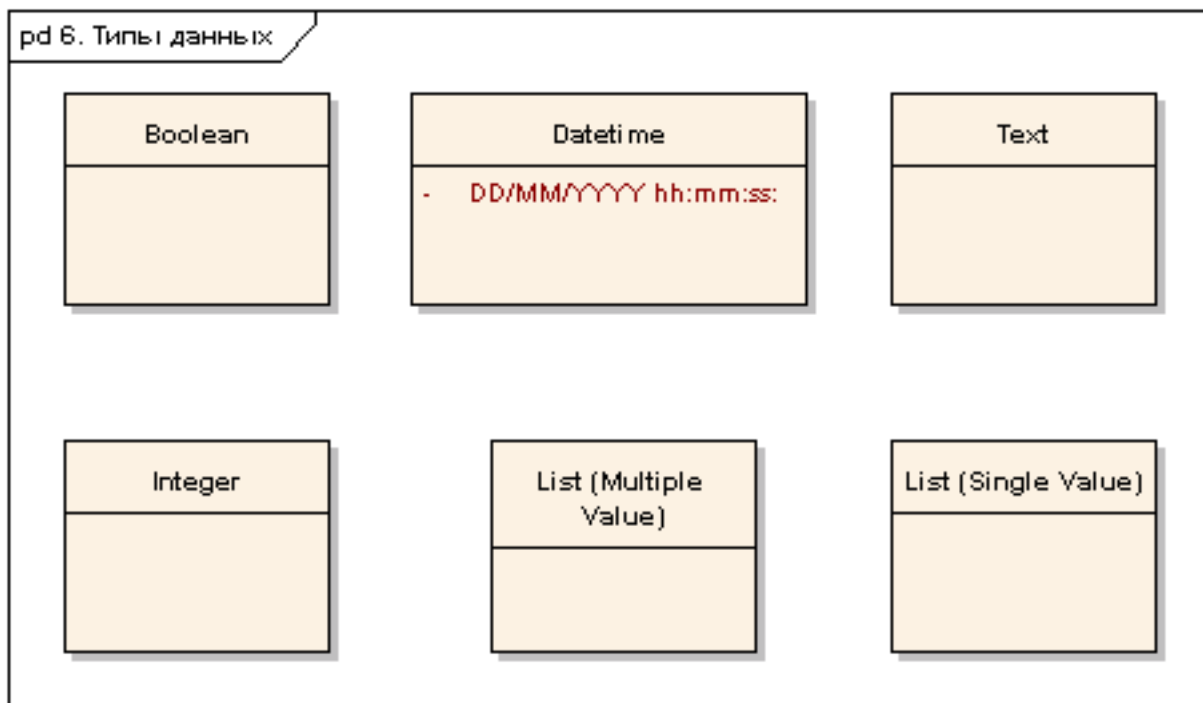 pd 6. Типы данных
Boolean
Datetime
Text
- DD/MM/YYYY hh:mm:ss:
Integer
List (Multiple
Value)
List (Single Value)